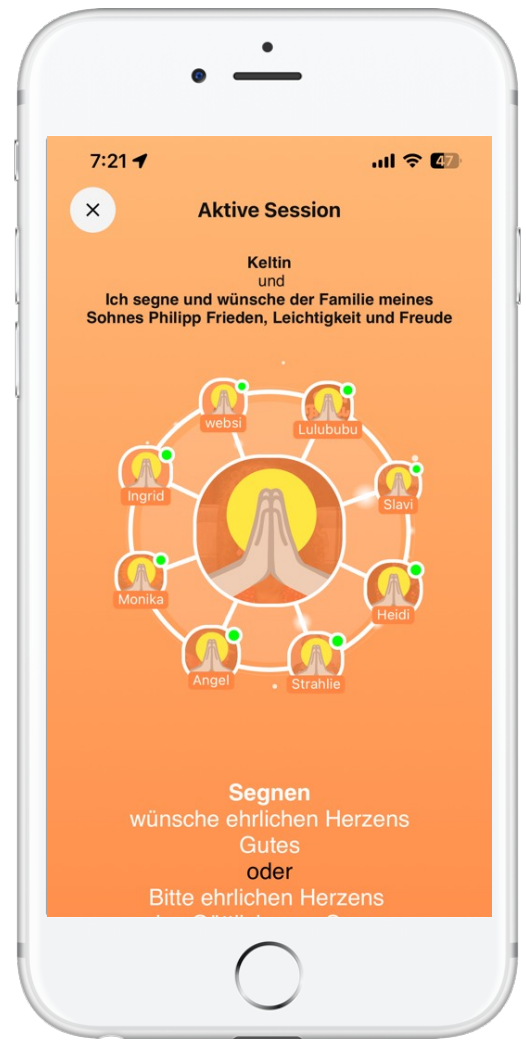 7:21
47
Aktive Session
Keltin
und
Ich segne und wünsche der Familie meines
Sohnes Philipp Frieden, Leichtigkeit und Freude
websi
Lulububu
Ingrid
Slavi
Monika
Heidi
Angel
Strahlie
Segnen
wünsche ehrlichen Herzens
Gutes
oder
Bitte ehrlichen Herzens